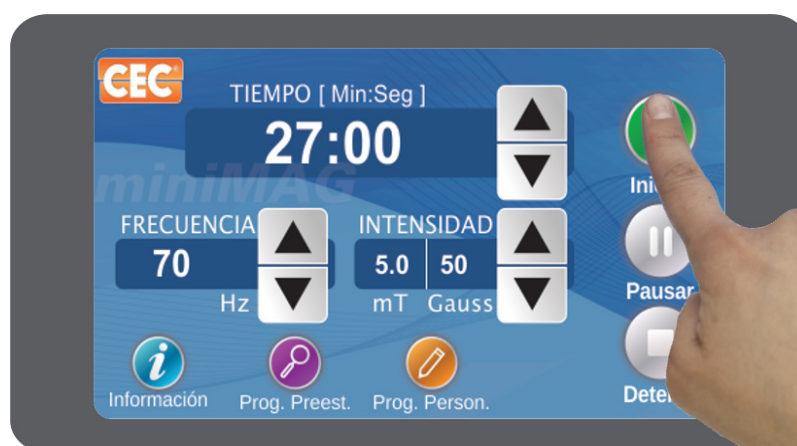 CEC
TIEMPO [ Min:Seg ]
27:00
miniMAG
FRECUENCIA
70
Hz
INTENSIDAD
5.0 50
mT Gauss
Pausar
Información
Prog. Preest.
Prog. Person.